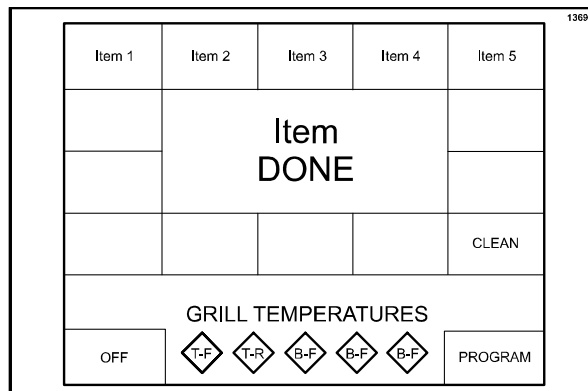 1369
Item 1 Item 2 Item 3 Item 4 Item 5
Item
DONE
CLEAN
GRILL TEMPERATURES
OFF T-F T-R B-F B-F B-F PROGRAM